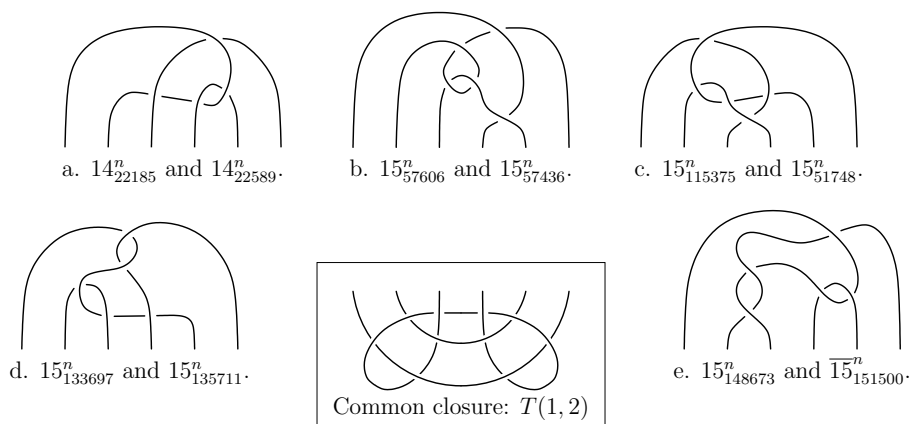 a. 14^n_{22185} and 14^n_{22589}.
b. 15^n_{57606} and 15^n_{57436}.
c. 15^n_{115375} and 15^n_{51748}.
d. 15^n_{133697} and 15^n_{135711}.
Common closure: T(1, 2)
e. 15^n_{148673} and \overline{15}^n_{151500}.